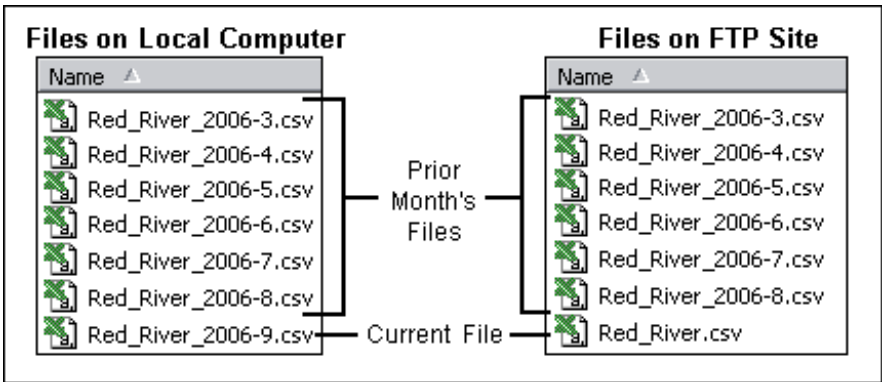 Files on Local Computer
Name
Red_River_2006-3.csv
Red_River_2006-4.csv
Red_River_2006-5.csv
Red_River_2006-6.csv
Red_River_2006-7.csv
Red_River_2006-8.csv
Red_River_2006-9.csv
Prior
Month's
Files
Current File
Files on FTP Site
Name
Red_River_2006-3.csv
Red_River_2006-4.csv
Red_River_2006-5.csv
Red_River_2006-6.csv
Red_River_2006-7.csv
Red_River_2006-8.csv
Red_River.csv